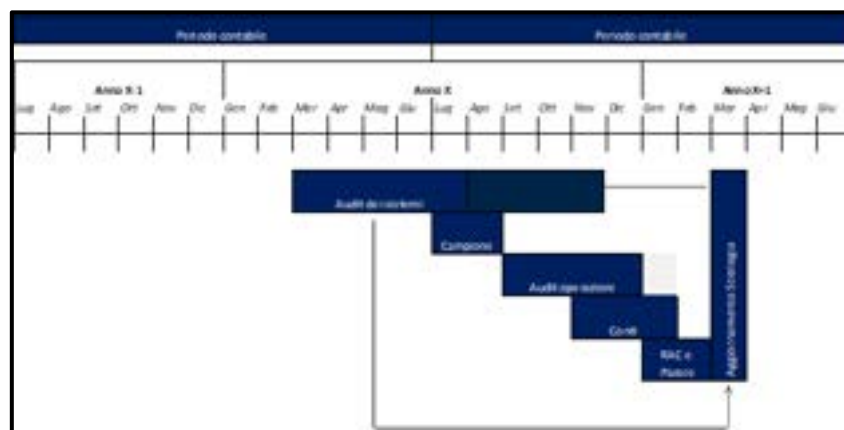 Periodo contabile Periodo contabile
Anno X-1 Anno X Anno X+1
Lug Ago Set Ott Nov Dic Gen Feb Mar Apr Mag Giu Lug Ago Set Ott Nov Dic Gen Feb Mar Apr Mag Giu
Audit dei sistemi
Campione
Audit operazioni
Conti
RAC e
Parere
Aggiornamento Strategia